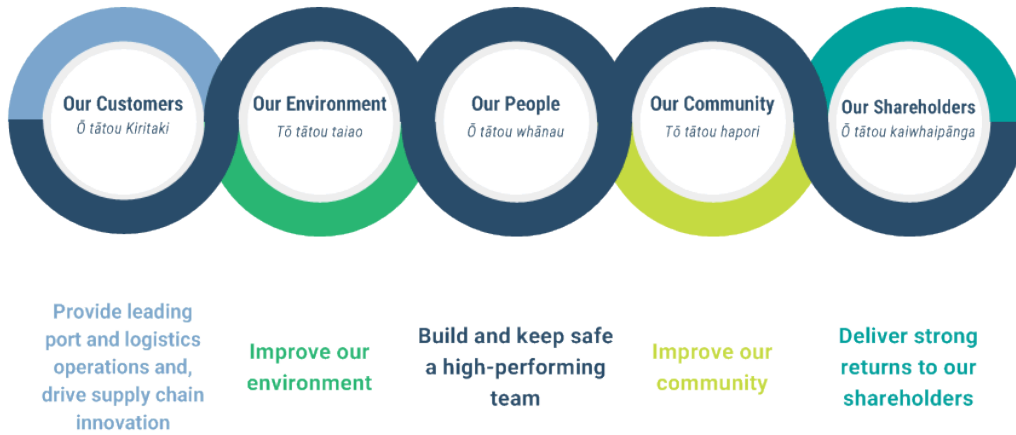 Our Customers
Ō tātou Kiritaki
Our Environment
Tō tātou taiao
Our People
Ō tātou whānau
Our Community
Tō tātou hapori
Our Shareholders
Ō tātou kaiwhaipānga
Provide leading
port and logistics
operations and,
drive supply chain
innovation
Improve our
environment
Build and keep safe
a high-performing
team
Improve our
community
Deliver strong
returns to our
shareholders